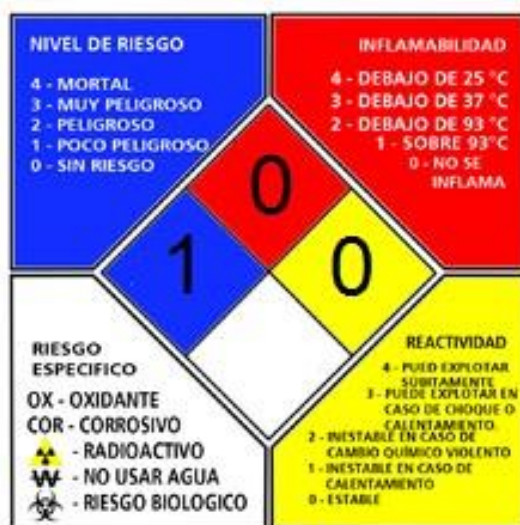 NIVEL DE RIESGO
4 - MORTAL
3 - MUY PELIGROSO
2 - PELIGROSO
1 - POCO PELIGROSO
0 - SIN RIESGO
INFLAMABILIDAD
4 - DEBAJO DE 25 °C
3 - DEBAJO DE 37 °C
2 - DEBAJO DE 93 °C
1 - SOBRE 93°C
0 - NO SE
INFLAMA
0
1
0
RIESGO
ESPECIFICO
OX - OXIDANTE
COR - CORROSIVO
- RADIOACTIVO
W - NO USAR AGUA
- RIESGO BIOLOGICO
REACTIVIDAD
4 - PUED EXPLOTAR
SÚBITAMENTE
3 - PUEDE EXPLOTAR EN
CASO DE CHOQUE O
CALENTAMIENTO
2 - INESTABLE EN CASO DE
CAMBIO QUÍMICO VIOLENTO
1 - INESTABLE EN CASO DE
CALENTAMIENTO
0 - ESTABLE